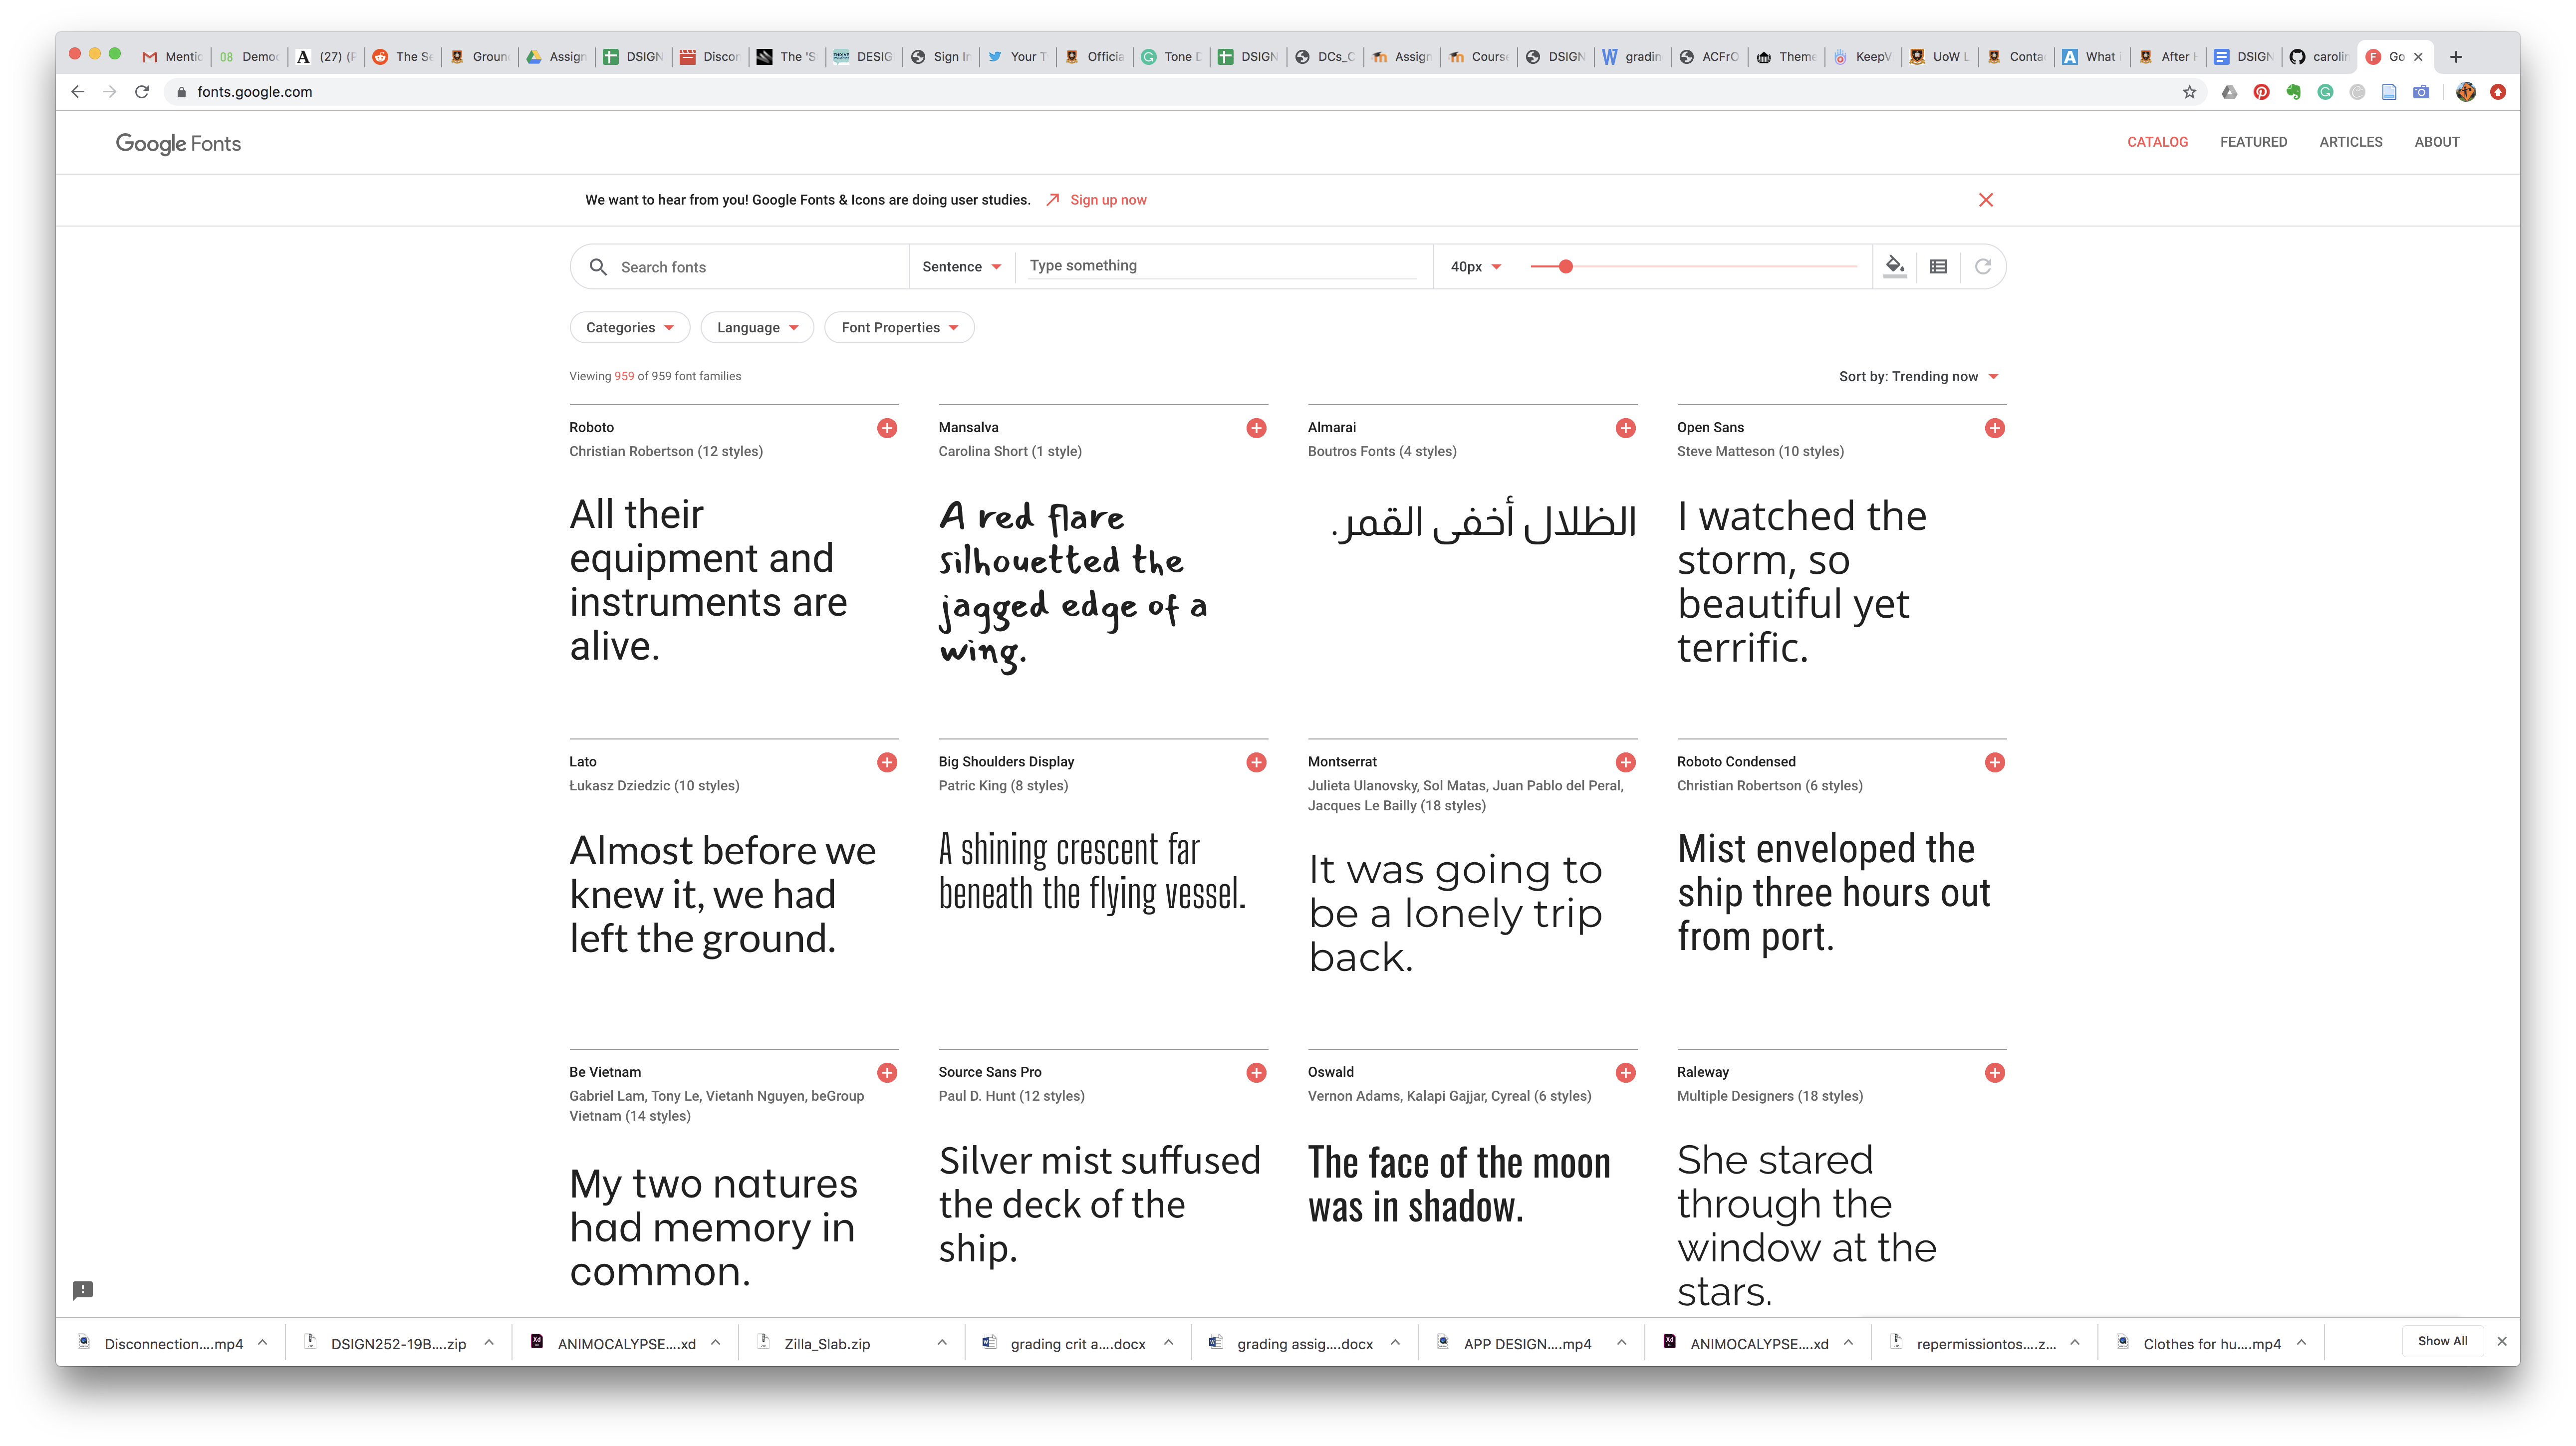 Mentio
Democ
(27) (P
The Se
Ground
Assign
DSIGN
Discor
The 'S
DESIG
Sign In
Your T
Officia
Tone D
DSIGN
DCs_C
Assign
Course
DSIGN
gradin
ACFrO
Theme
KeepV
UoW L
Contac
What i
After H
DSIGN
carolin
Go
fonts.google.com
Google Fonts
CATALOG
FEATURED
ARTICLES
ABOUT
We want to hear from you! Google Fonts & Icons are doing user studies.
Sign up now
Search fonts
Sentence
Type something
40px
Categories
Language
Font Properties
Viewing 959 of 959 font families
Sort by: Trending now
Roboto
Christian Robertson (12 styles)
All their
equipment and
instruments are
alive.
Mansalva
Carolina Short (1 style)
A red flare
silhouetted the
jagged edge of a
wing.
Almarai
Boutros Fonts (4 styles)
الظلال أخفى القمر.
Open Sans
Steve Matteson (10 styles)
I watched the
storm, so
beautiful yet
terrific.
Lato
Łukasz Dziedzic (10 styles)
Almost before we
knew it, we had
left the ground.
Big Shoulders Display
Patric King (8 styles)
A shining crescent far
beneath the flying vessel.
Montserrat
Julieta Ulanovsky, Sol Matas, Juan Pablo del Peral,
Jacques Le Bailly (18 styles)
It was going to
be a lonely trip
back.
Roboto Condensed
Christian Robertson (6 styles)
Mist enveloped the
ship three hours out
from port.
Be Vietnam
Gabriel Lam, Tony Le, Vietanh Nguyen, beGroup
Vietnam (14 styles)
My two natures
had memory in
common.
Source Sans Pro
Paul D. Hunt (12 styles)
Silver mist suffused
the deck of the
ship.
Oswald
Vernon Adams, Kalapi Gajjar, Cyreal (6 styles)
The face of the moon
was in shadow.
Raleway
Multiple Designers (18 styles)
She stared
through the
window at the
stars.
Disconnection....mp4
DSIGN252-19B....zip
ANIMOCALYPSE....xd
Zilla_Slab.zip
grading crit a....docx
grading assig....docx
APP DESIGN....mp4
ANIMOCALYPSE....xd
repermissiontos....z...
Clothes for hu....mp4
Show All